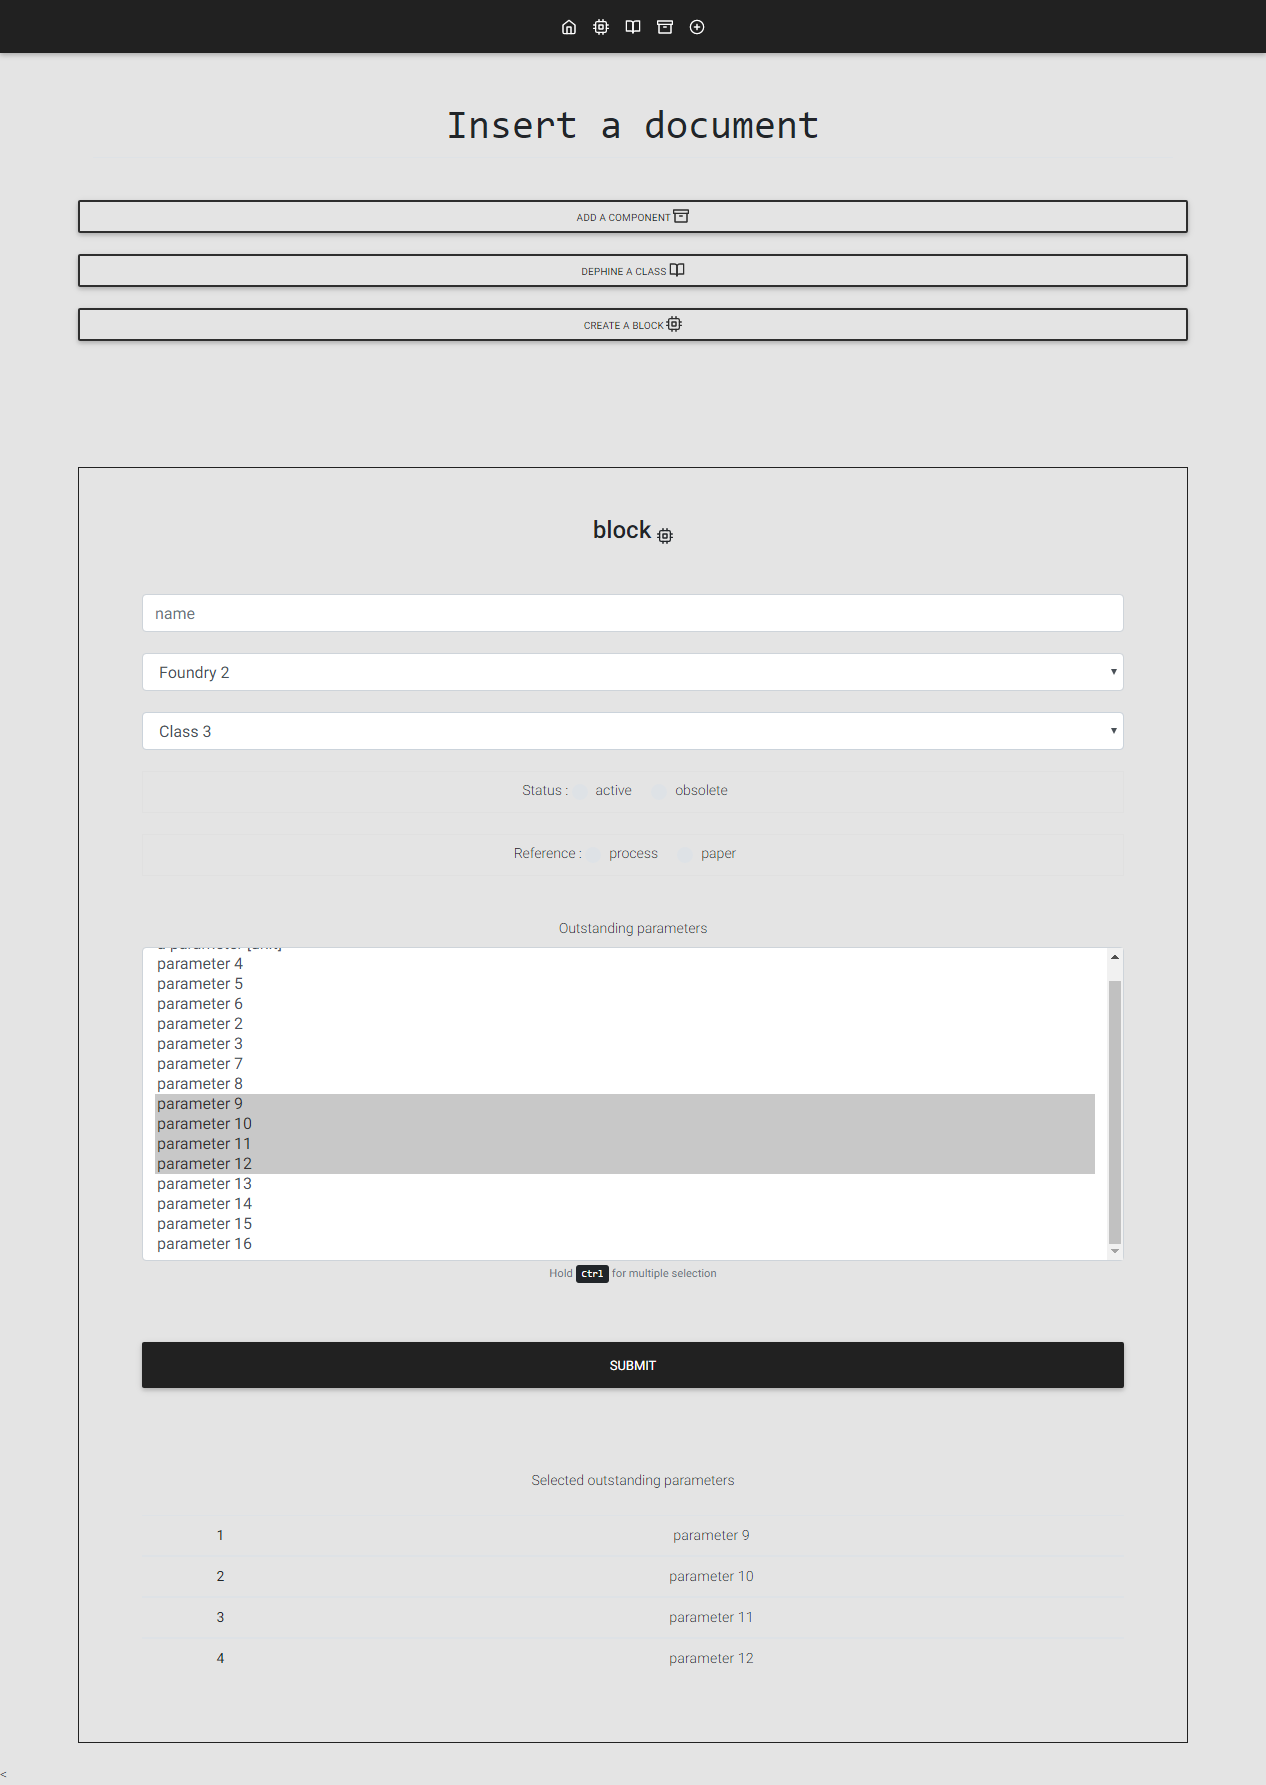 Insert a document
ADD A COMPONENT
DEPHINE A CLASS
CREATE A BLOCK
block
name
Foundry 2
Class 3
Status : active obsolete
Reference : process paper
Outstanding parameters
a parameter [unit]
parameter 4
parameter 5
parameter 6
parameter 2
parameter 3
parameter 7
parameter 8
parameter 9
parameter 10
parameter 11
parameter 12
parameter 13
parameter 14
parameter 15
parameter 16
Hold Ctrl for multiple selection
SUBMIT
Selected outstanding parameters
1 parameter 9
2 parameter 10
3 parameter 11
4 parameter 12
<